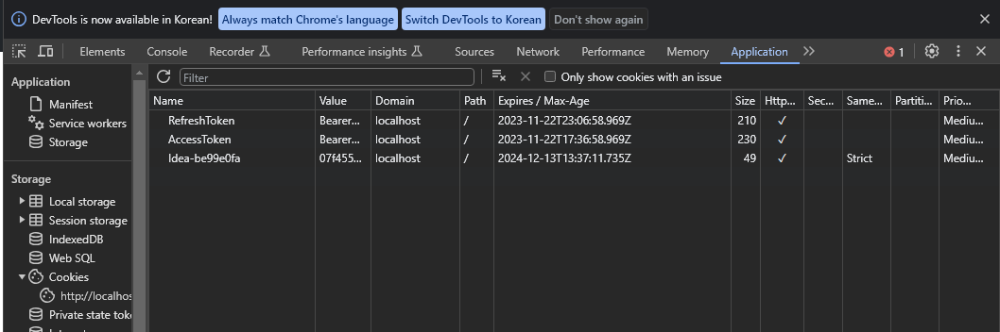 DevTools is now available in Korean! Always match Chrome's language Switch DevTools to Korean Don't show again
Elements Console Recorder Performance insights Sources Network Performance Memory Application 1
Application
Manifest
Service workers
Storage
Storage
Local storage
Session storage
IndexedDB
Web SQL
Cookies
http://localhos
Private state toke
Filter Only show cookies with an issue
Name Value Domain Path Expires / Max-Age Size Http... Sec... Same... Partiti... Prio...
RefreshToken Bearer... localhost / 2023-11-22T23:06:58.969Z 210 ✓ Mediu...
AccessToken Bearer... localhost / 2023-11-22T17:36:58.969Z 230 ✓ Mediu...
Idea-be99e0fa 07f455... localhost / 2024-12-13T13:37:11.735Z 49 ✓ Strict Mediu...